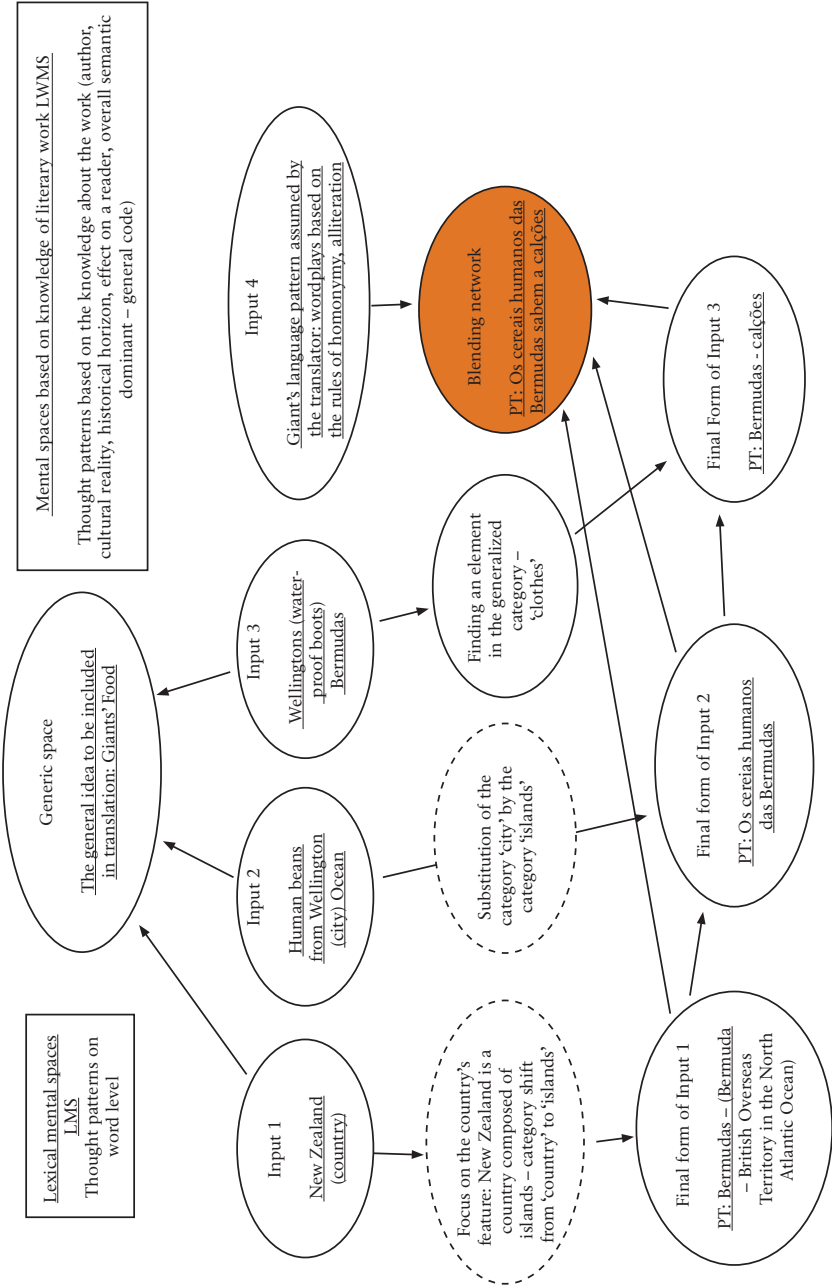 Lexical mental spaces
LMS
Thought patterns on
word level
Generic space
The general idea to be included
in translation: Giants’ Food
Mental spaces based on knowledge of literary work LWMS
Thought patterns based on the knowledge about the work (author,
cultural reality, historical horizon, effect on a reader, overall semantic
dominant – general code)
Input 1
New Zealand
(country)
Input 2
Human beans
from Wellington
(city) Ocean
Input 3
Wellingtons (water-
proof boots)
Bermudas
Input 4
Giant’s language pattern assumed by
the translator: wordplays based on
the rules of homonymy, alliteration
Focus on the country’s
feature: New Zealand is a
country composed of
islands – category shift
from ‘country’ to ‘islands’
Substitution of the
category ‘city’ by the
category ‘islands’
Finding an element
in the generalized
category –
‘clothes’
Blending network
PT: Os cereais humanos das
Bermudas sabem a calções
Final form of Input 1
PT: Bermudas – (Bermuda
– British Overseas
Territory in the North
Atlantic Ocean)
Final form of Input 2
PT: Os cereias humanos
das Bermudas
Final Form of Input 3
PT: Bermudas - calções